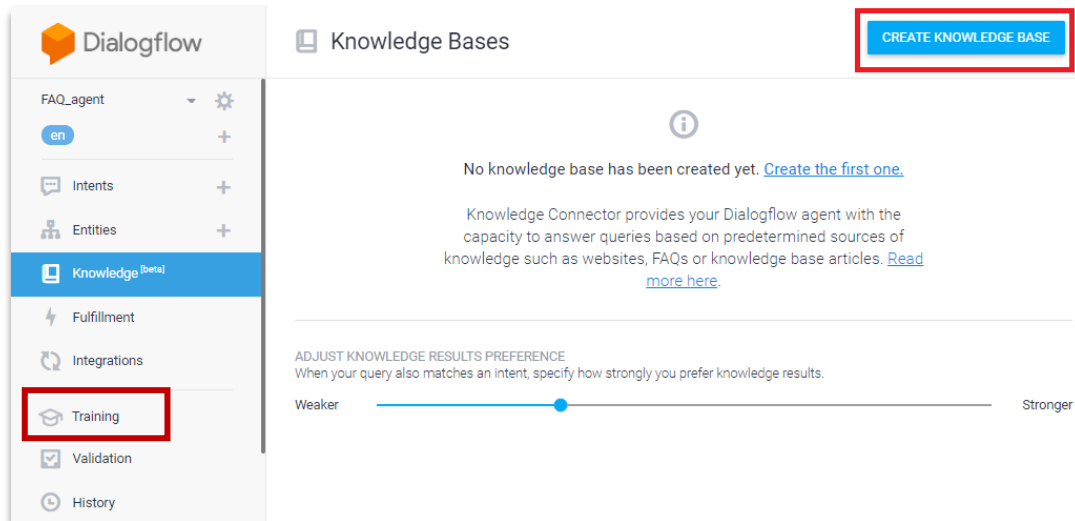 Dialogflow
FAQ_agent
en
Intents
Entities
Knowledge [beta]
Fulfillment
Integrations
Training
Validation
History
Knowledge Bases
CREATE KNOWLEDGE BASE
No knowledge base has been created yet. Create the first one.
Knowledge Connector provides your Dialogflow agent with the
capacity to answer queries based on predetermined sources of
knowledge such as websites, FAQs or knowledge base articles. Read
more here.
ADJUST KNOWLEDGE RESULTS PREFERENCE
When your query also matches an intent, specify how strongly you prefer knowledge results.
Weaker
Stronger